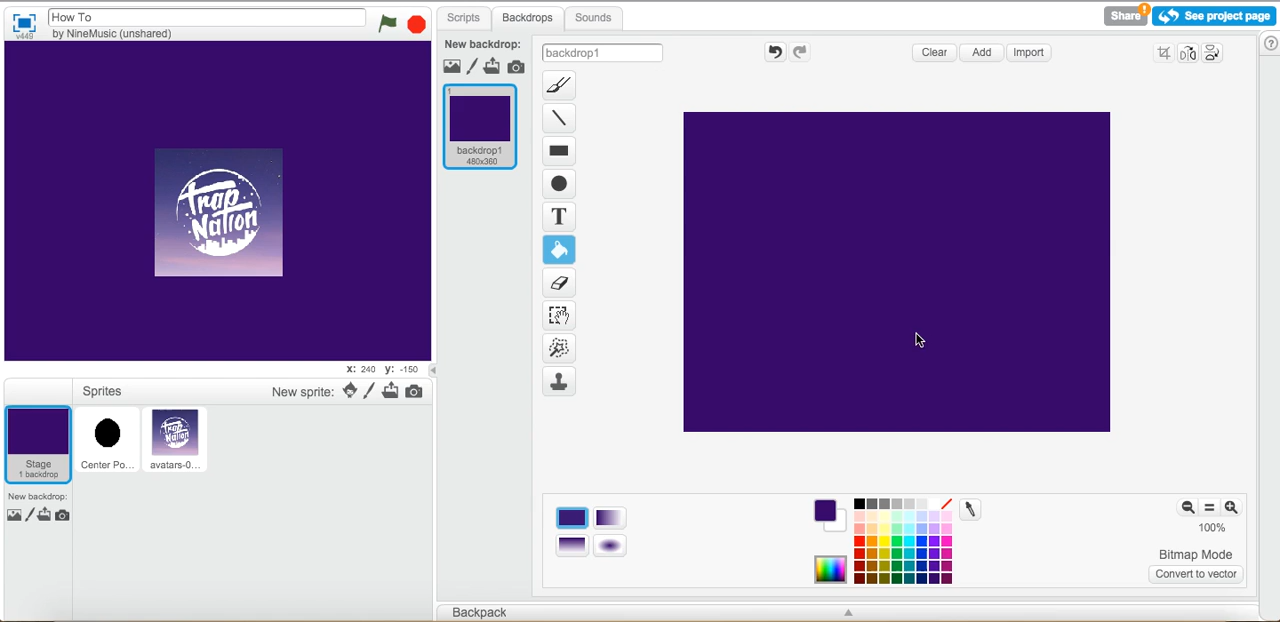 How To
by NineMusic (unshared)
v449
Scripts
Backdrops
Sounds
Share
!
See project page
New backdrop:
backdrop1
Clear
Add
Import
?
1
backdrop1
480x360
T
Trap
Nation
x: 240 y: -150
Sprites
New sprite:
Stage
1 backdrop
Center Po...
Trap
Nation
avatars-0...
New backdrop:
100%
Bitmap Mode
Convert to vector
Backpack